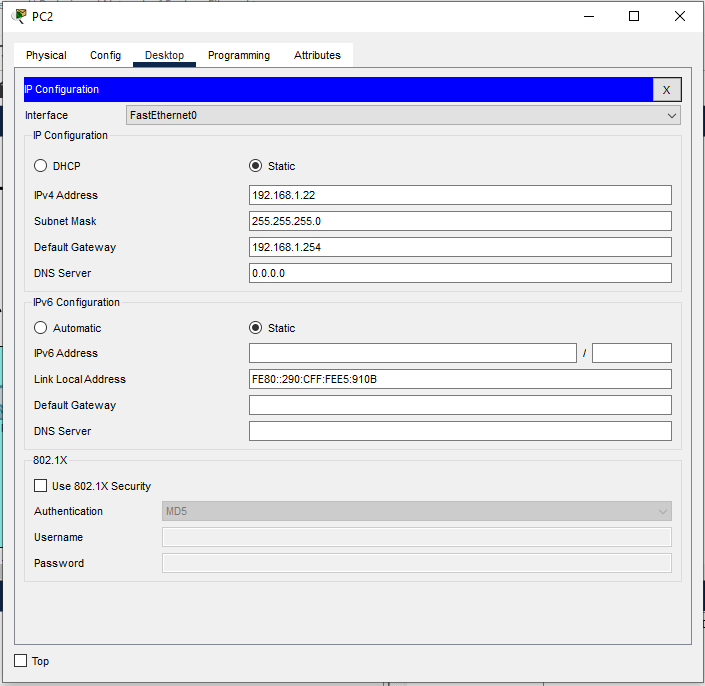 PC2
Physical Config Desktop Programming Attributes
IP Configuration X
Interface FastEthernet0
IP Configuration
DHCP Static
IPv4 Address 192.168.1.22
Subnet Mask 255.255.255.0
Default Gateway 192.168.1.254
DNS Server 0.0.0.0
IPv6 Configuration
Automatic Static
IPv6 Address /
Link Local Address FE80::290:CFF:FEE5:910B
Default Gateway
DNS Server
802.1X
Use 802.1X Security
Authentication MD5
Username
Password
Top